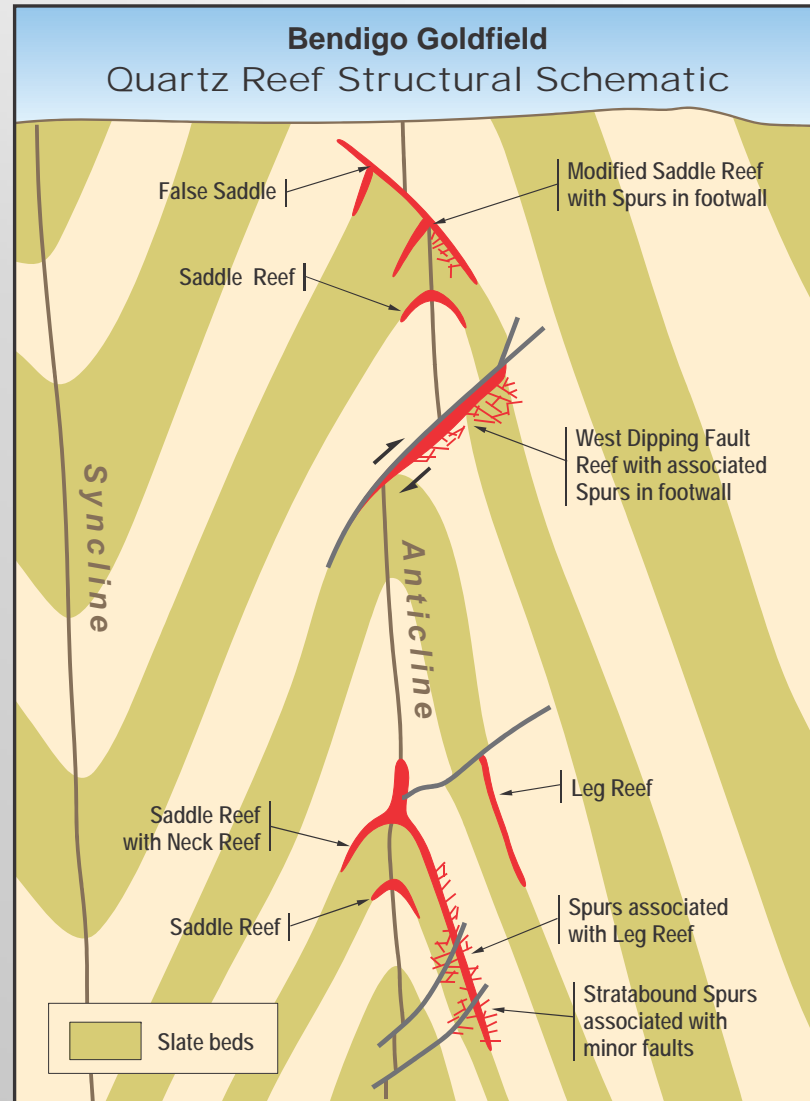 Bendigo Goldfield
Quartz Reef Structural Schematic
False Saddle
Modified Saddle Reef
with Spurs in footwall
Saddle Reef
West Dipping Fault
Reef with associated
Spurs in footwall
Syncline
Anticline
Leg Reef
Saddle Reef
with Neck Reef
Saddle Reef
Spurs associated
with Leg Reef
Stratabound Spurs
associated with
minor faults
Slate beds